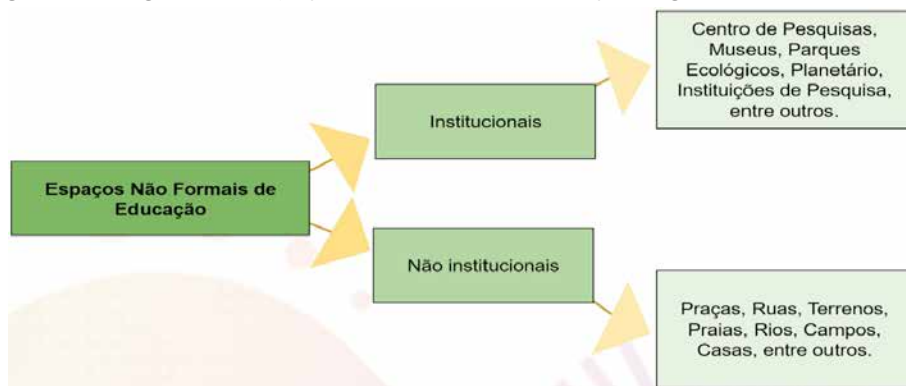 Centro de Pesquisas,
Museus, Parques
Ecológicos, Planetário,
Instituições de Pesquisa,
entre outros.
Institucionais
Espaços Não Formais de
Educação
Não institucionais
Praças, Ruas, Terrenos,
Praias, Rios, Campos,
Casas, entre outros.